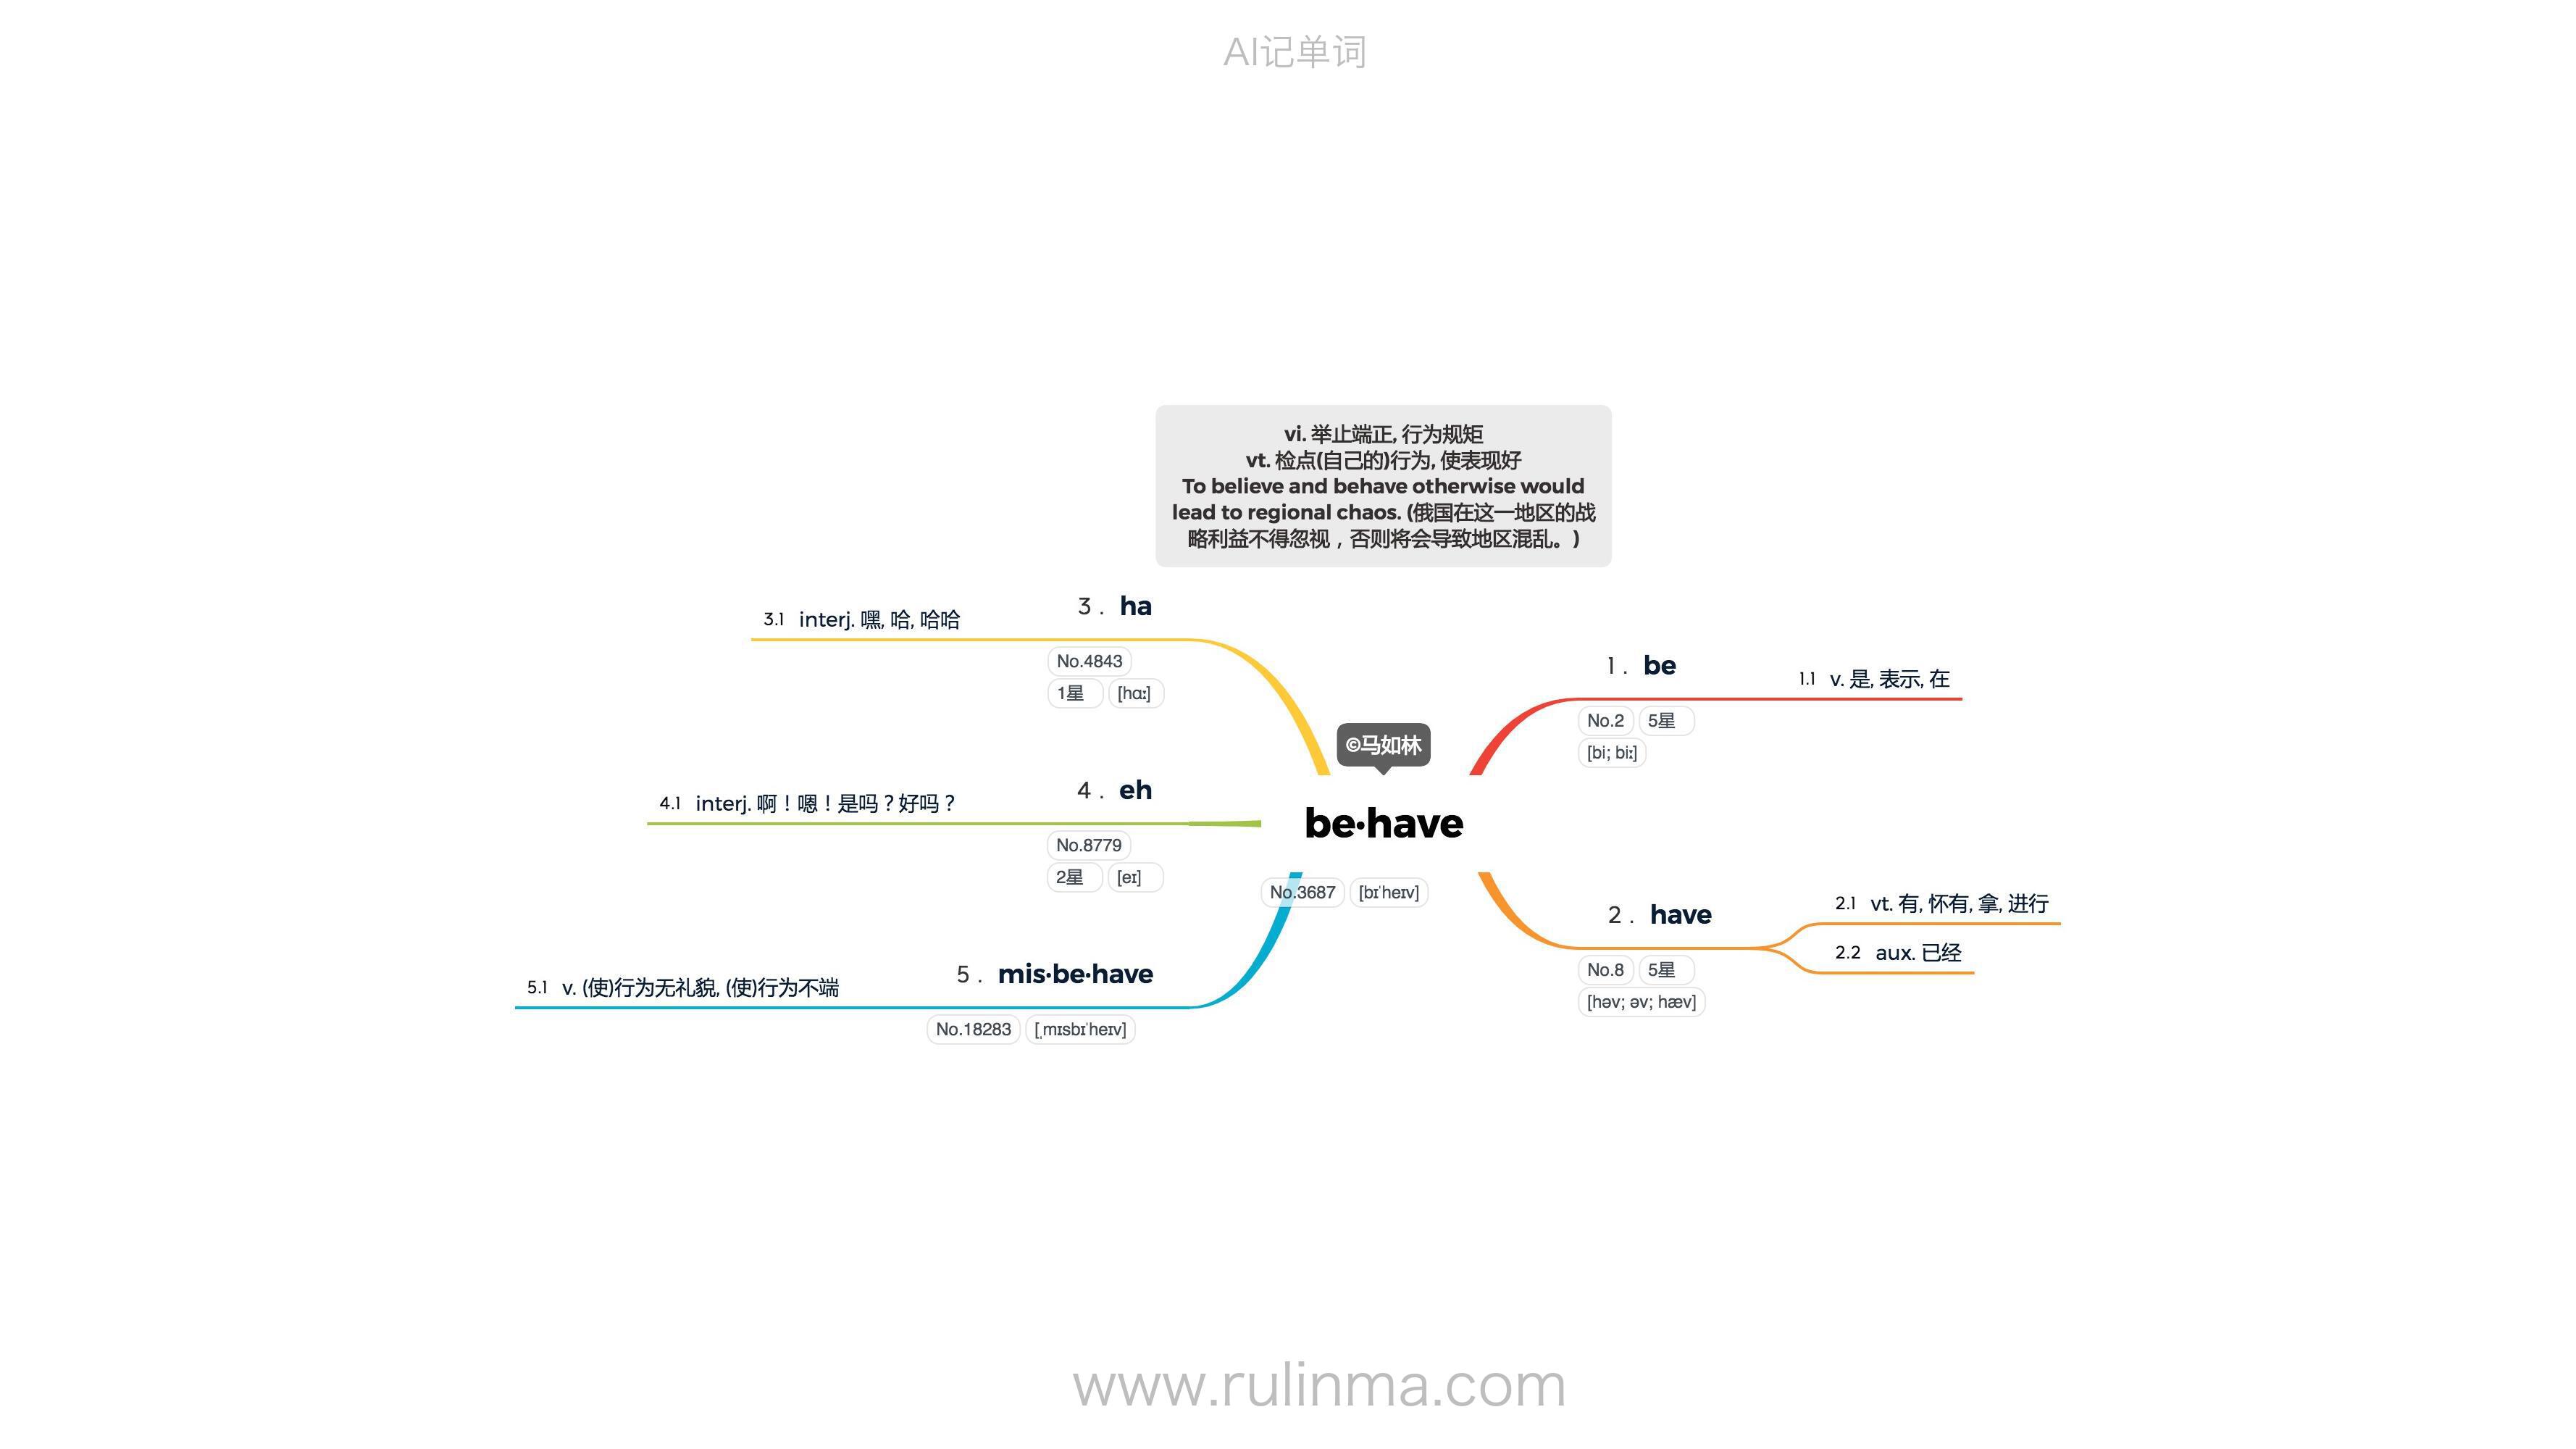 AI记单词
vi. 举止端正, 行为规矩
vt. 检点(自己的)行为, 使表现好
To believe and behave otherwise would
lead to regional chaos. (俄国在这一地区的战
略利益不得忽视，否则将会导致地区混乱。)
©马如林
be·have
No.3687 [bɪˈheɪv]
1 . be
1.1 v. 是, 表示, 在
No.2 5星
[bi; biː]
2 . have
2.1 vt. 有, 怀有, 拿, 进行
2.2 aux. 已经
No.8 5星
[həv; əv; hæv]
3 . ha
3.1 interj. 嘿, 哈, 哈哈
No.4843
1星 [hɑː]
4 . eh
4.1 interj. 啊！嗯！是吗？好吗？
No.8779
2星 [eɪ]
5 . mis·be·have
5.1 v. (使)行为无礼貌, (使)行为不端
No.18283 [ˌmɪsbɪˈheɪv]
www.rulinma.com